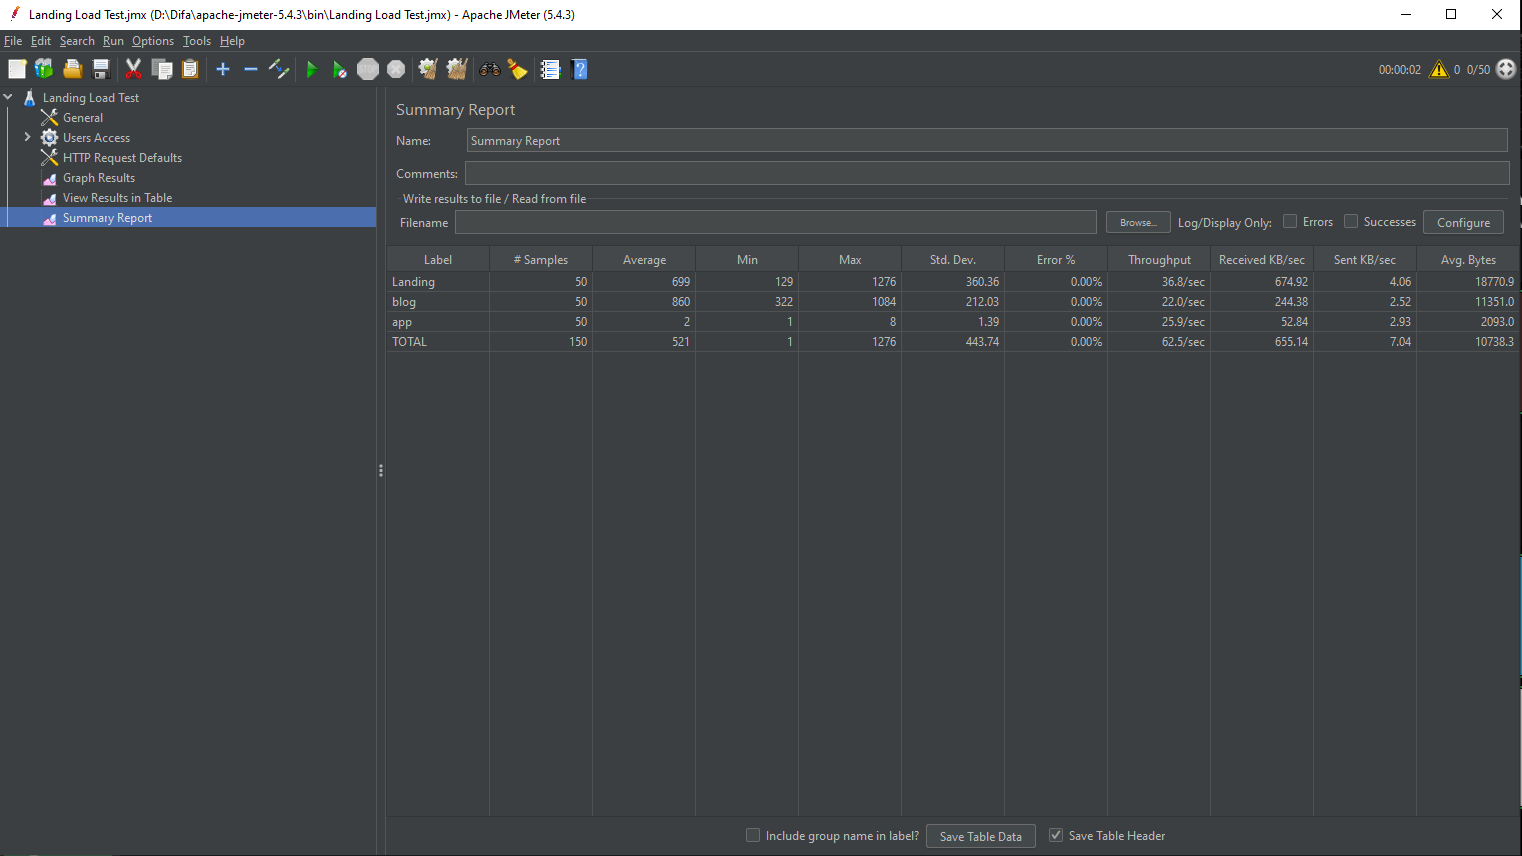 Landing Load Test.jmx (D:\Difa\apache-jmeter-5.4.3\bin\Landing Load Test.jmx) - Apache JMeter (5.4.3)
File Edit Search Run Options Tools Help
STOP
00:00:02 0 0/50
Landing Load Test
General
Users Access
HTTP Request Defaults
Graph Results
View Results in Table
Summary Report
Summary Report
Name: Summary Report
Comments:
Write results to file / Read from file
Filename Browse... Log/Display Only: Errors Successes Configure
Label # Samples Average Min Max Std. Dev. Error % Throughput Received KB/sec Sent KB/sec Avg. Bytes
Landing 50 699 129 1276 360.36 0.00% 36.8/sec 674.92 4.06 18770.9
blog 50 860 322 1084 212.03 0.00% 22.0/sec 244.38 2.52 11351.0
app 50 2 1 8 1.39 0.00% 25.9/sec 52.84 2.93 2093.0
TOTAL 150 521 1 1276 443.74 0.00% 62.5/sec 655.14 7.04 10738.3
Include group name in label? Save Table Data Save Table Header